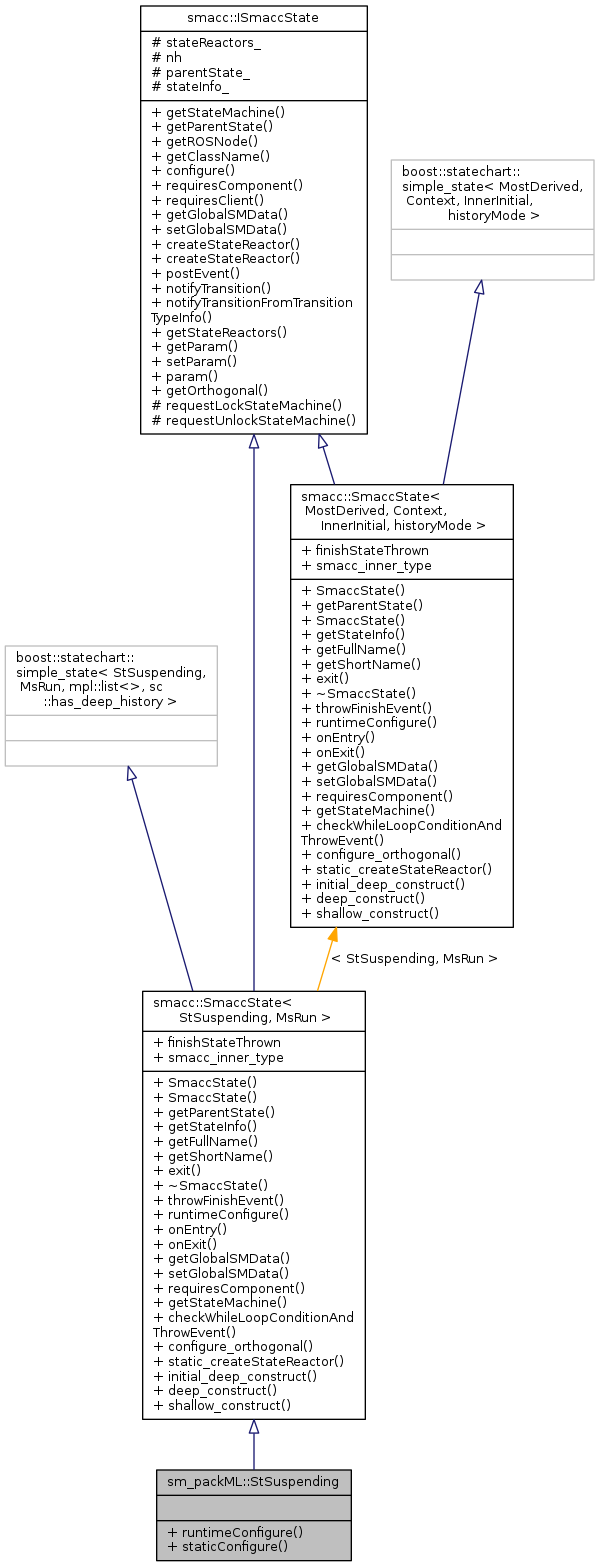 smacc::ISmaccState
# stateReactors_
# nh
# parentState_
# stateInfo_
+ getStateMachine()
+ getParentState()
+ getROSNode()
+ getClassName()
+ configure()
+ requiresComponent()
+ requiresClient()
+ getGlobalSMData()
+ setGlobalSMData()
+ createStateReactor()
+ createStateReactor()
+ postEvent()
+ notifyTransition()
+ notifyTransitionFromTransition
TypeInfo()
+ getStateReactors()
+ getParam()
+ setParam()
+ param()
+ getOrthogonal()
# requestLockStateMachine()
# requestUnlockStateMachine()
boost::statechart::
simple_state< MostDerived,
Context, InnerInitial,
historyMode >
smacc::SmaccState<
MostDerived, Context,
InnerInitial, historyMode >
+ finishStateThrown
+ smacc_inner_type
+ SmaccState()
+ getParentState()
+ SmaccState()
+ getStateInfo()
+ getFullName()
+ getShortName()
+ exit()
+ ~SmaccState()
+ throwFinishEvent()
+ runtimeConfigure()
+ onEntry()
+ onExit()
+ getGlobalSMData()
+ setGlobalSMData()
+ requiresComponent()
+ getStateMachine()
+ checkWhileLoopConditionAnd
ThrowEvent()
+ configure_orthogonal()
+ static_createStateReactor()
+ initial_deep_construct()
+ deep_construct()
+ shallow_construct()
boost::statechart::
simple_state< StSuspending,
MsRun, mpl::list<>, sc
::has_deep_history >
< StSuspending, MsRun >
smacc::SmaccState<
StSuspending, MsRun >
+ finishStateThrown
+ smacc_inner_type
+ SmaccState()
+ SmaccState()
+ getParentState()
+ getStateInfo()
+ getFullName()
+ getShortName()
+ exit()
+ ~SmaccState()
+ throwFinishEvent()
+ runtimeConfigure()
+ onEntry()
+ onExit()
+ getGlobalSMData()
+ setGlobalSMData()
+ requiresComponent()
+ getStateMachine()
+ checkWhileLoopConditionAnd
ThrowEvent()
+ configure_orthogonal()
+ static_createStateReactor()
+ initial_deep_construct()
+ deep_construct()
+ shallow_construct()
sm_packML::StSuspending
+ runtimeConfigure()
+ staticConfigure()